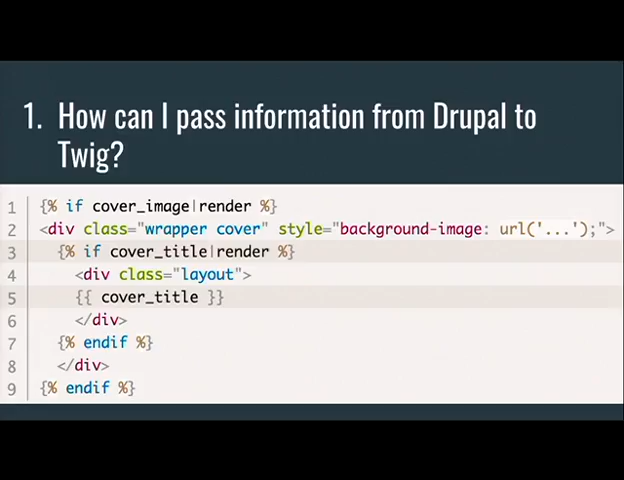 1. How can I pass information from Drupal to
Twig?
1 {% if cover_image|render %}
2 <div class="wrapper cover" style="background-image: url('...');">
3 {% if cover_title|render %}
4 <div class="layout">
5 {{ cover_title }}
6 </div>
7 {% endif %}
8 </div>
9 {% endif %}